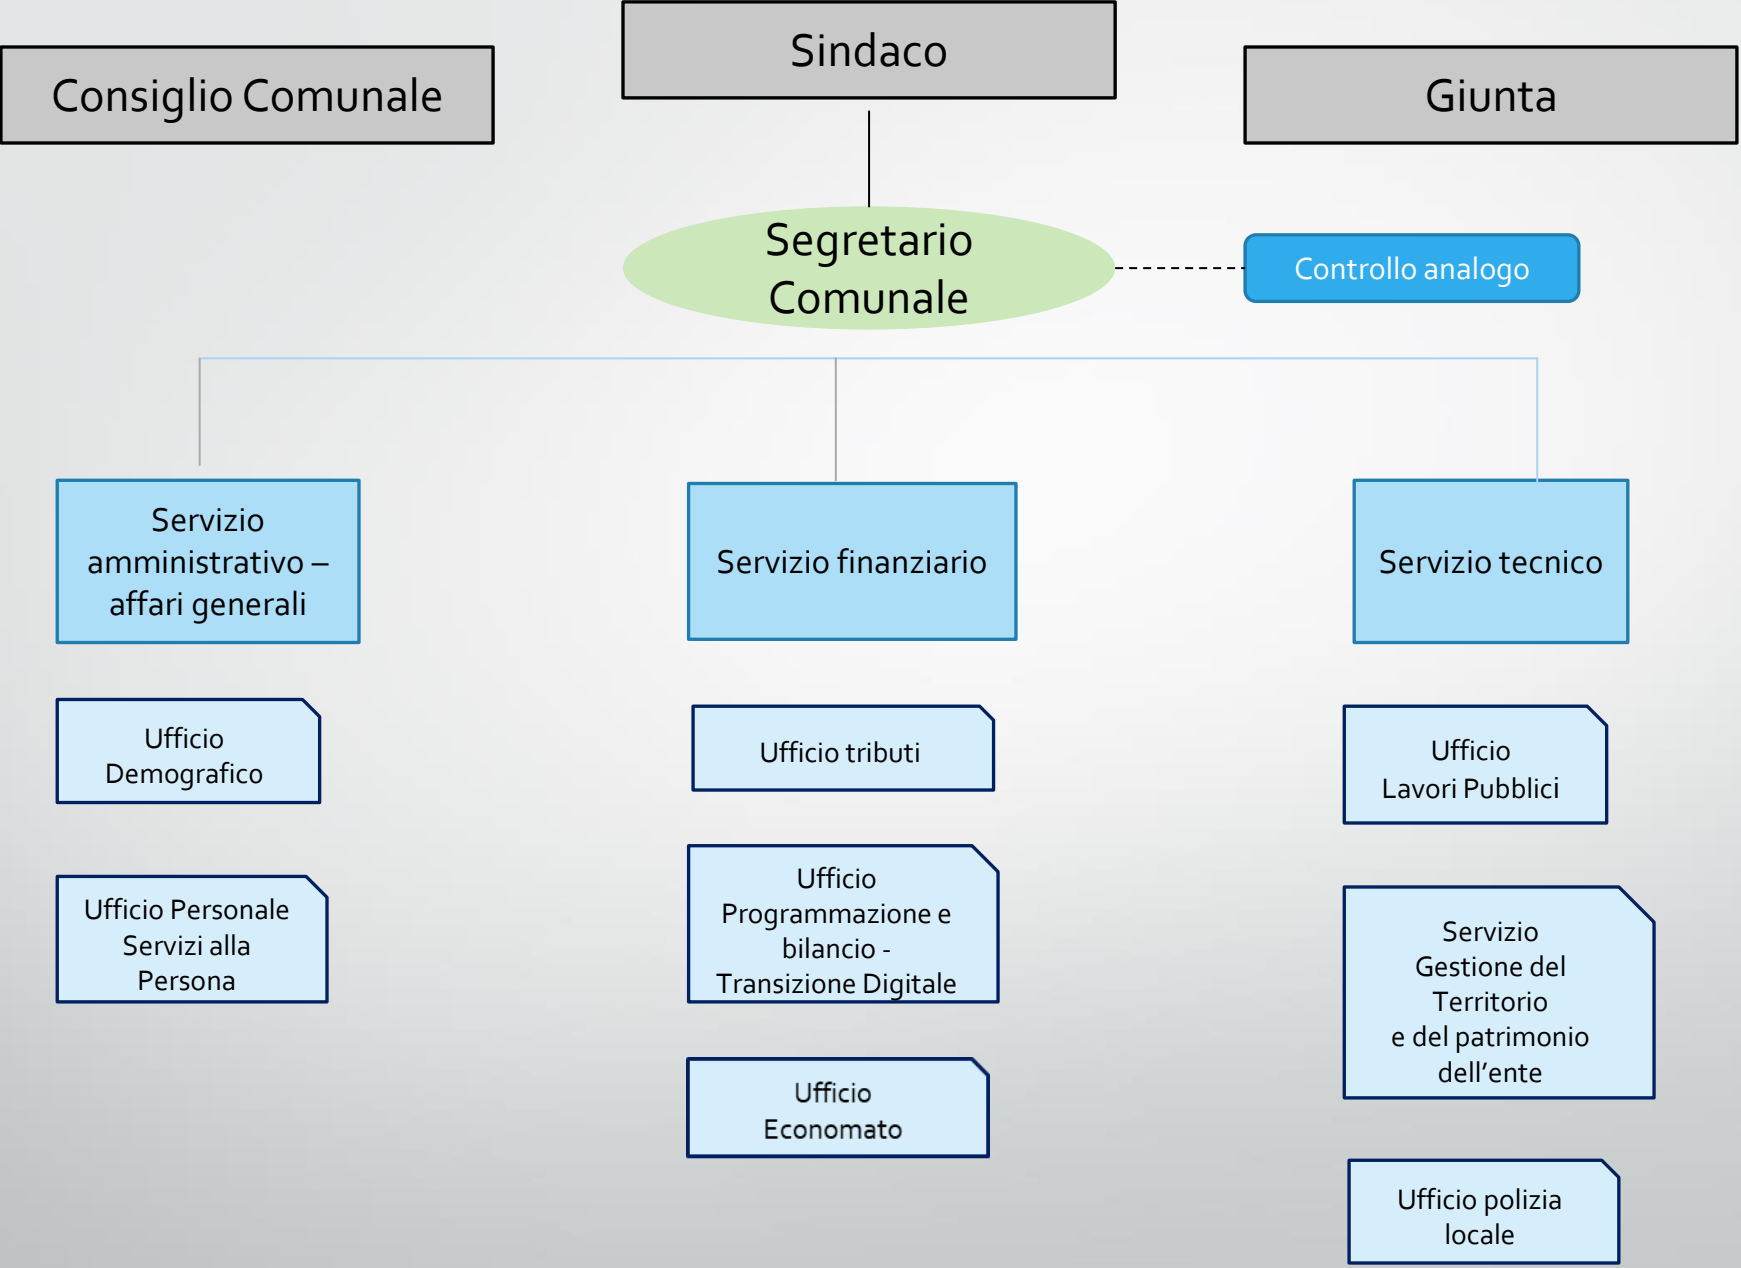 Sindaco
Consiglio Comunale
Giunta
Segretario
Comunale
Controllo analogo
Servizio
amministrativo –
affari generali
Servizio finanziario
Servizio tecnico
Ufficio
Demografico
Ufficio Personale
Servizi alla
Persona
Ufficio tributi
Ufficio
Programmazione e
bilancio -
Transizione Digitale
Ufficio
Economato
Ufficio
Lavori Pubblici
Servizio
Gestione del
Territorio
e del patrimonio
dell’ente
Ufficio polizia
locale